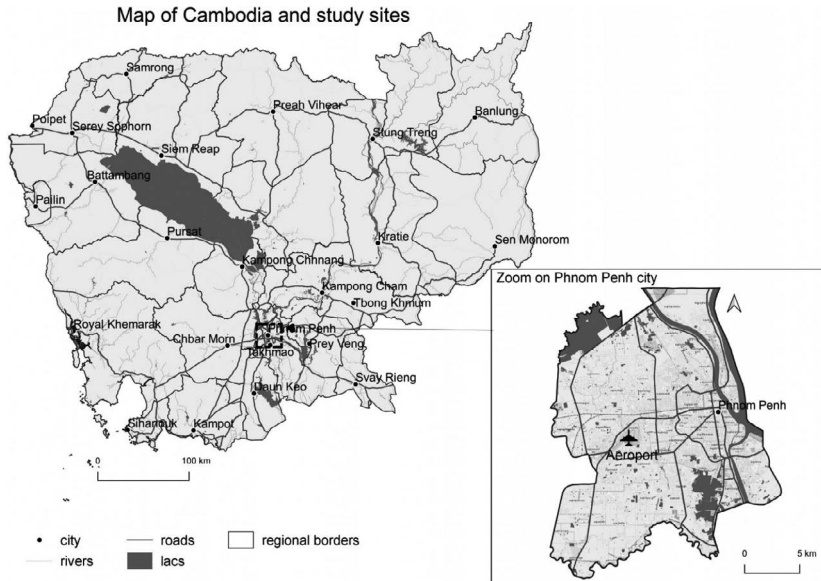 Map of Cambodia and study sites
Samrong
Poipet
Serey Sophorn
Preah Vihear
Banlung
Stung Treng
Siem Reap
Battambang
Pailin
Pursat
Kratie
Sen Monorom
Kampong Chhnang
Kampong Cham
Tbong Khmum
Royal Khemarak
Chbar Morn
Phnom Penh
Takhmao
Prey Veng
Daun Keo
Svay Rieng
Sihanouk
Kampot
0 100 km
city roads regional borders
rivers lacs
Zoom on Phnom Penh city
Phnom Penh
Aeroport
0 5 km